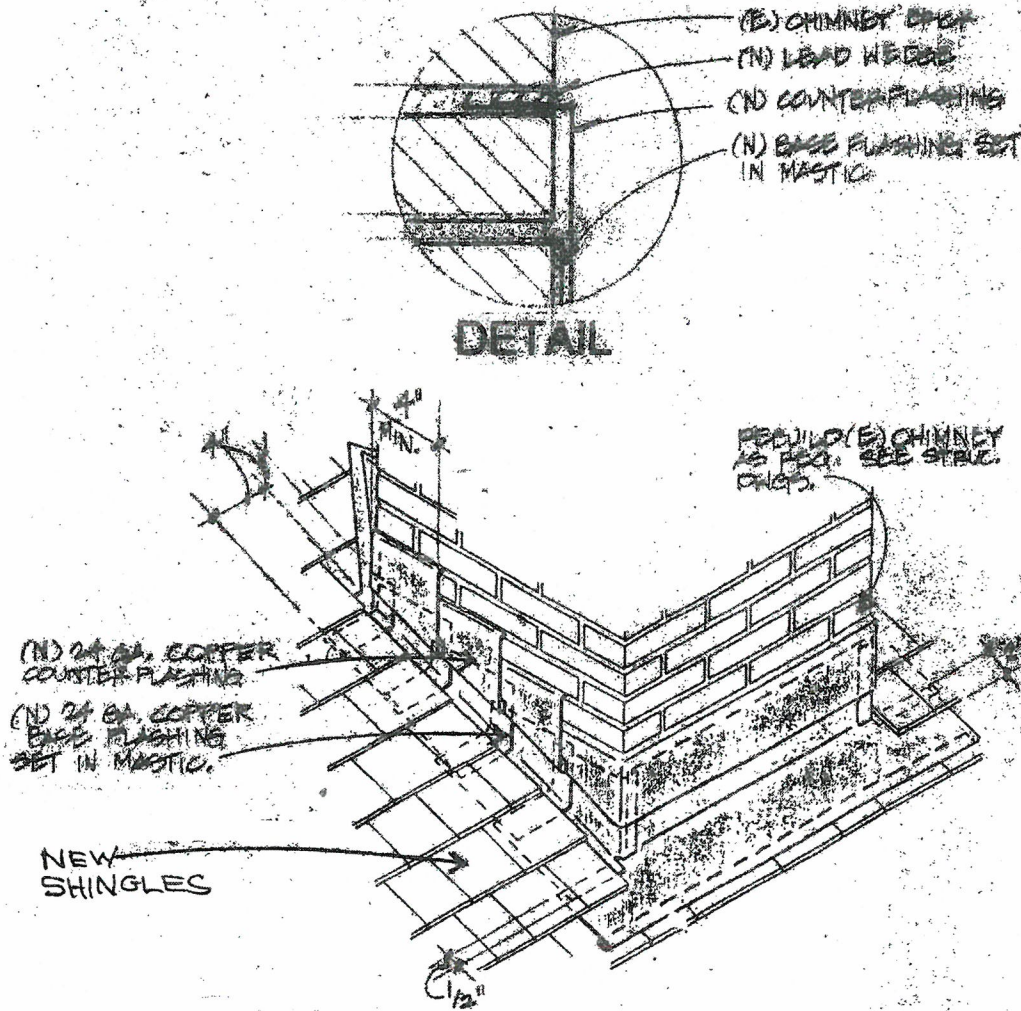 (E) CHIMNEY
(N) LEAD WEDGE
(N) COUNTERFLASHING
(N) BASE FLASHING SET
IN MASTIC
DETAIL
4"
MIN.
4"
REBUILD (E) CHIMNEY
AS REQ. SEE STRUC.
DWGS.
(N) 24 GA. COPPER
COUNTER FLASHING
(N) 24 GA. COPPER
BASE FLASHING
SET IN MASTIC.
NEW
SHINGLES
1/2"